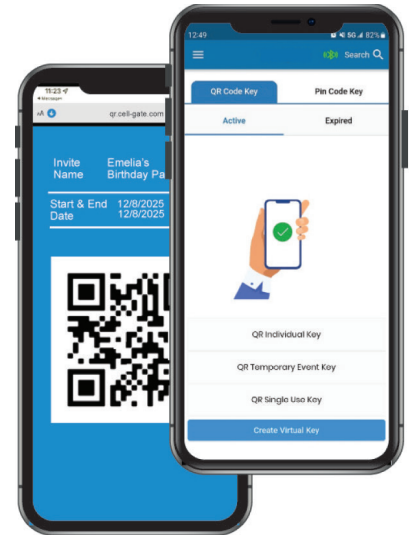 11:23
Messages
AA
qr.cell-gate.com
Invite Name
Emelia's
Birthday Pa
Start & End Date
12/8/2025
12/8/2025
12:49
5G 82%
Search
QR Code Key
Pin Code Key
Active
Expired
QR Individual Key
QR Temporary Event Key
QR Single Use Key
Create Virtual Key